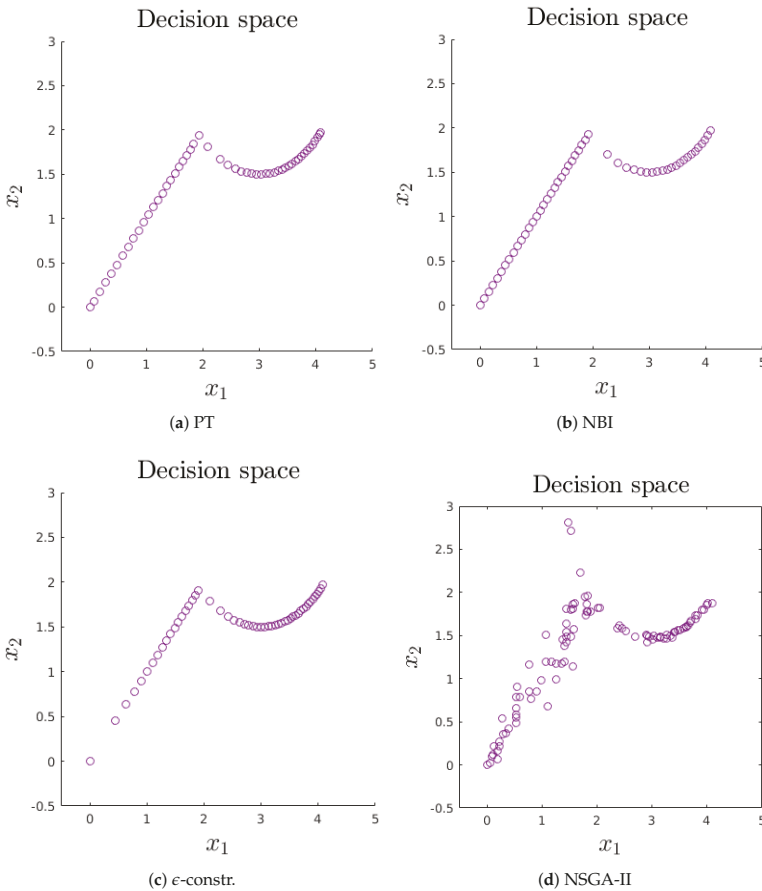 Decision space
3
2.5
2
1.5
1
0.5
0
-0.5
x2
0 1 2 3 4 5
x1
(a) PT
Decision space
3
2.5
2
1.5
1
0.5
0
-0.5
x2
0 1 2 3 4 5
x1
(b) NBI
Decision space
3
2.5
2
1.5
1
0.5
0
-0.5
x2
0 1 2 3 4 5
x1
(c) ϵ-constr.
Decision space
3
2.5
2
1.5
1
0.5
0
-0.5
x2
0 1 2 3 4 5
x1
(d) NSGA-II